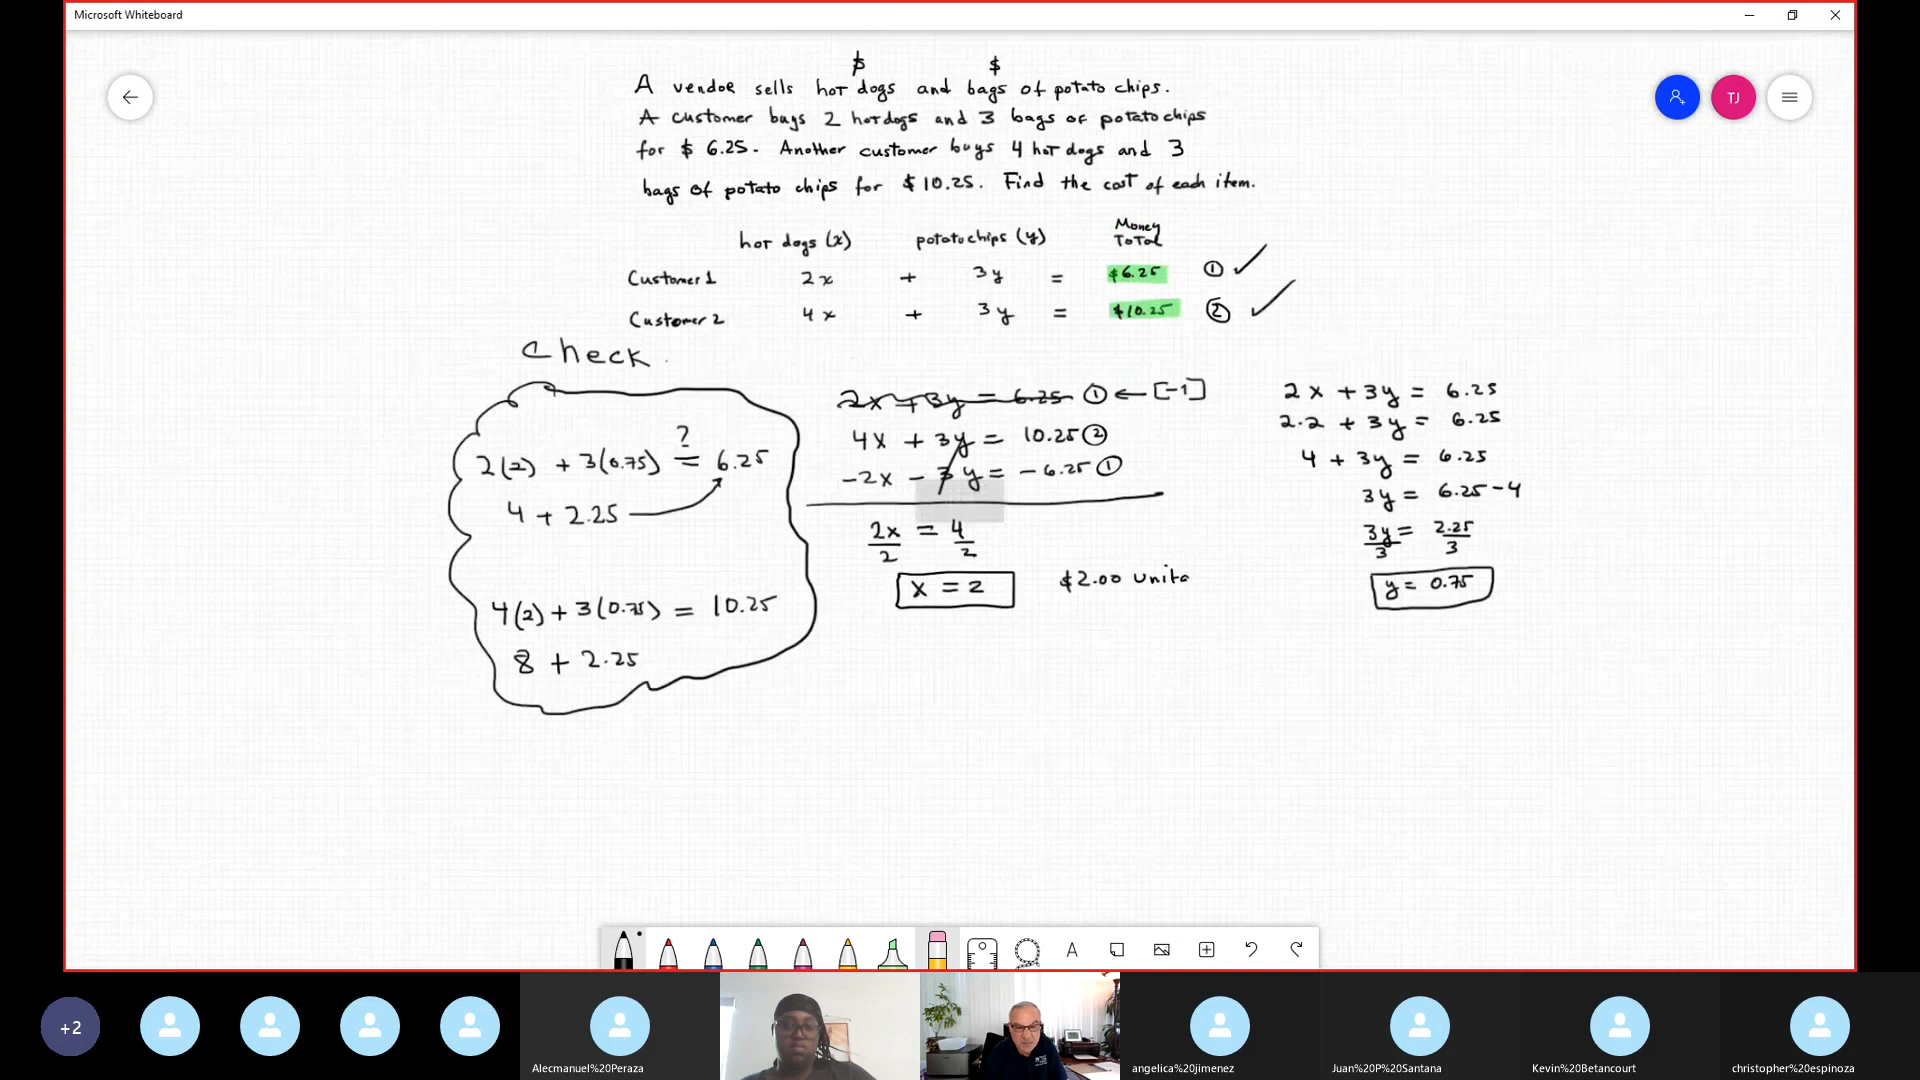 Microsoft Whiteboard
$ $
A vendor sells hot dogs and bags of potato chips.
A customer buys 2 hot dogs and 3 bags of potato chips
for $ 6.25. Another customer buys 4 hot dogs and 3
bags of potato chips for $10.25. Find the cost of each item.
TJ
hot dogs (x) potato chips (y) Money Total
Customer 1 2x + 3y = $6.25 ①
Customer 2 4x + 3y = $10.25 ②
Check.
2(2) + 3(0.75) ?= 6.25
4 + 2.25
4(2) + 3(0.75) = 10.25
8 + 2.25
2x + 3y = 6.25 ① ← [-1]
4x + 3y = 10.25 ②
-2x - 3y = -6.25 ①
2x/2 = 4/2
x = 2 $2.00 units
2x + 3y = 6.25
2.2 + 3y = 6.25
4 + 3y = 6.25
3y = 6.25 - 4
3y/3 = 2.25/3
y = 0.75
A
+2
Alecmanuel%20Peraza
angelica%20jimenez
Juan%20P%20Santana
Kevin%20Betancourt
christopher%20espinoza